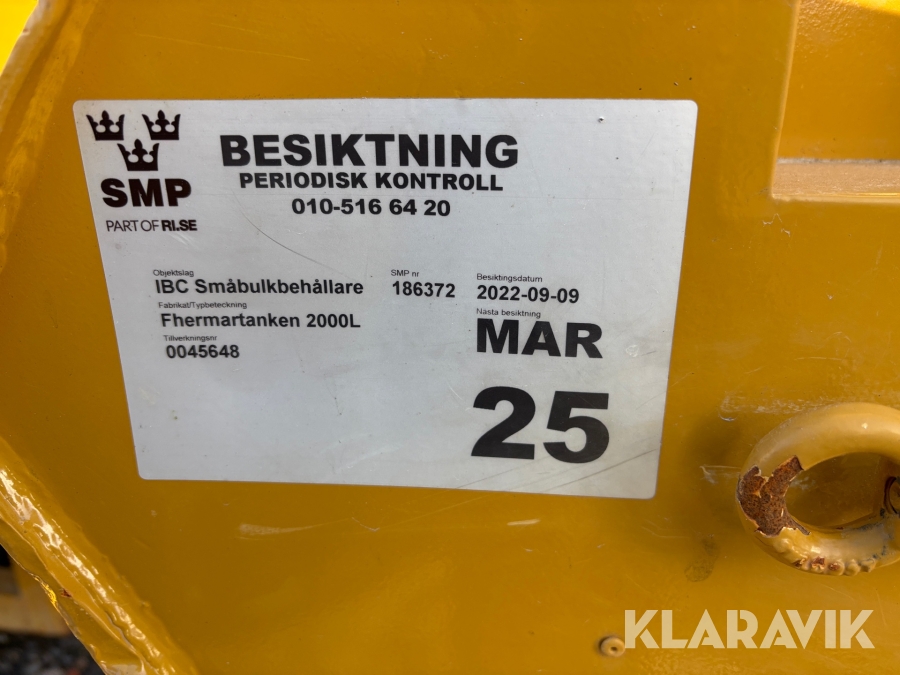 SMP
PART OF RI.SE
BESIKTNING
PERIODISK KONTROLL
010-516 64 20
Objektslag
IBC Småbulkbehållare
SMP nr
186372
Besiktingsdatum
2022-09-09
Fabrikat/Typbeteckning
Fhermartanken 2000L
Nästa besiktning
MAR
25
Tillverkningsnr
0045648
KLARAVIK